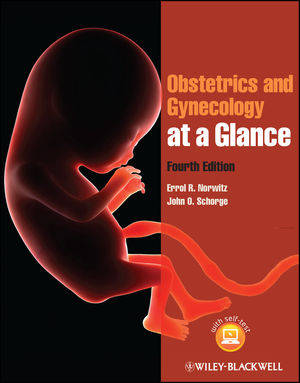 Obstetrics and
Gynecology
at a Glance
Fourth Edition
Errol R. Norwitz
John O. Schorge
with self-test
WILEY-BLACKWELL